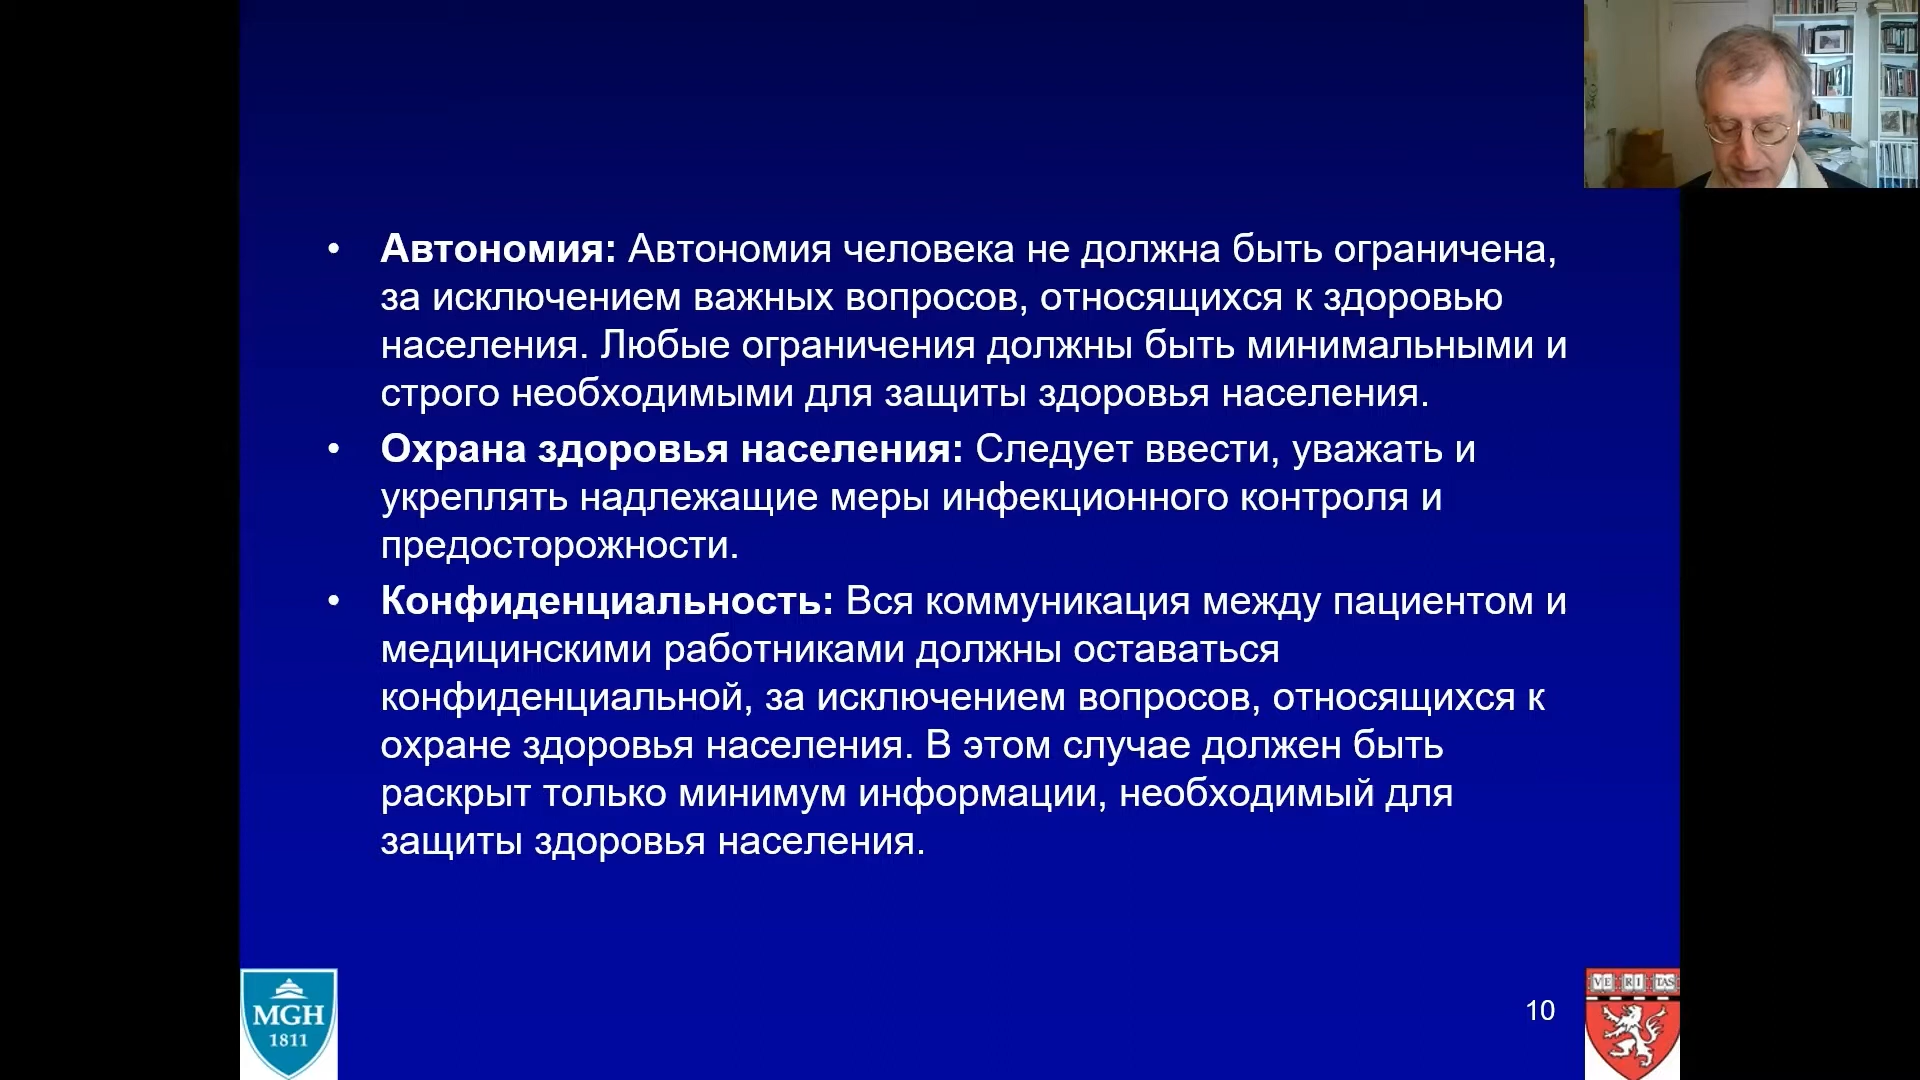 • Автономия: Автономия человека не должна быть ограничена,
за исключением важных вопросов, относящихся к здоровью
населения. Любые ограничения должны быть минимальными и
строго необходимыми для защиты здоровья населения.
• Охрана здоровья населения: Следует ввести, уважать и
укреплять надлежащие меры инфекционного контроля и
предосторожности.
• Конфиденциальность: Вся коммуникация между пациентом и
медицинскими работниками должны оставаться
конфиденциальной, за исключением вопросов, относящихся к
охране здоровья населения. В этом случае должен быть
раскрыт только минимум информации, необходимый для
защиты здоровья населения.
MGH
1811
10
VE RI TAS